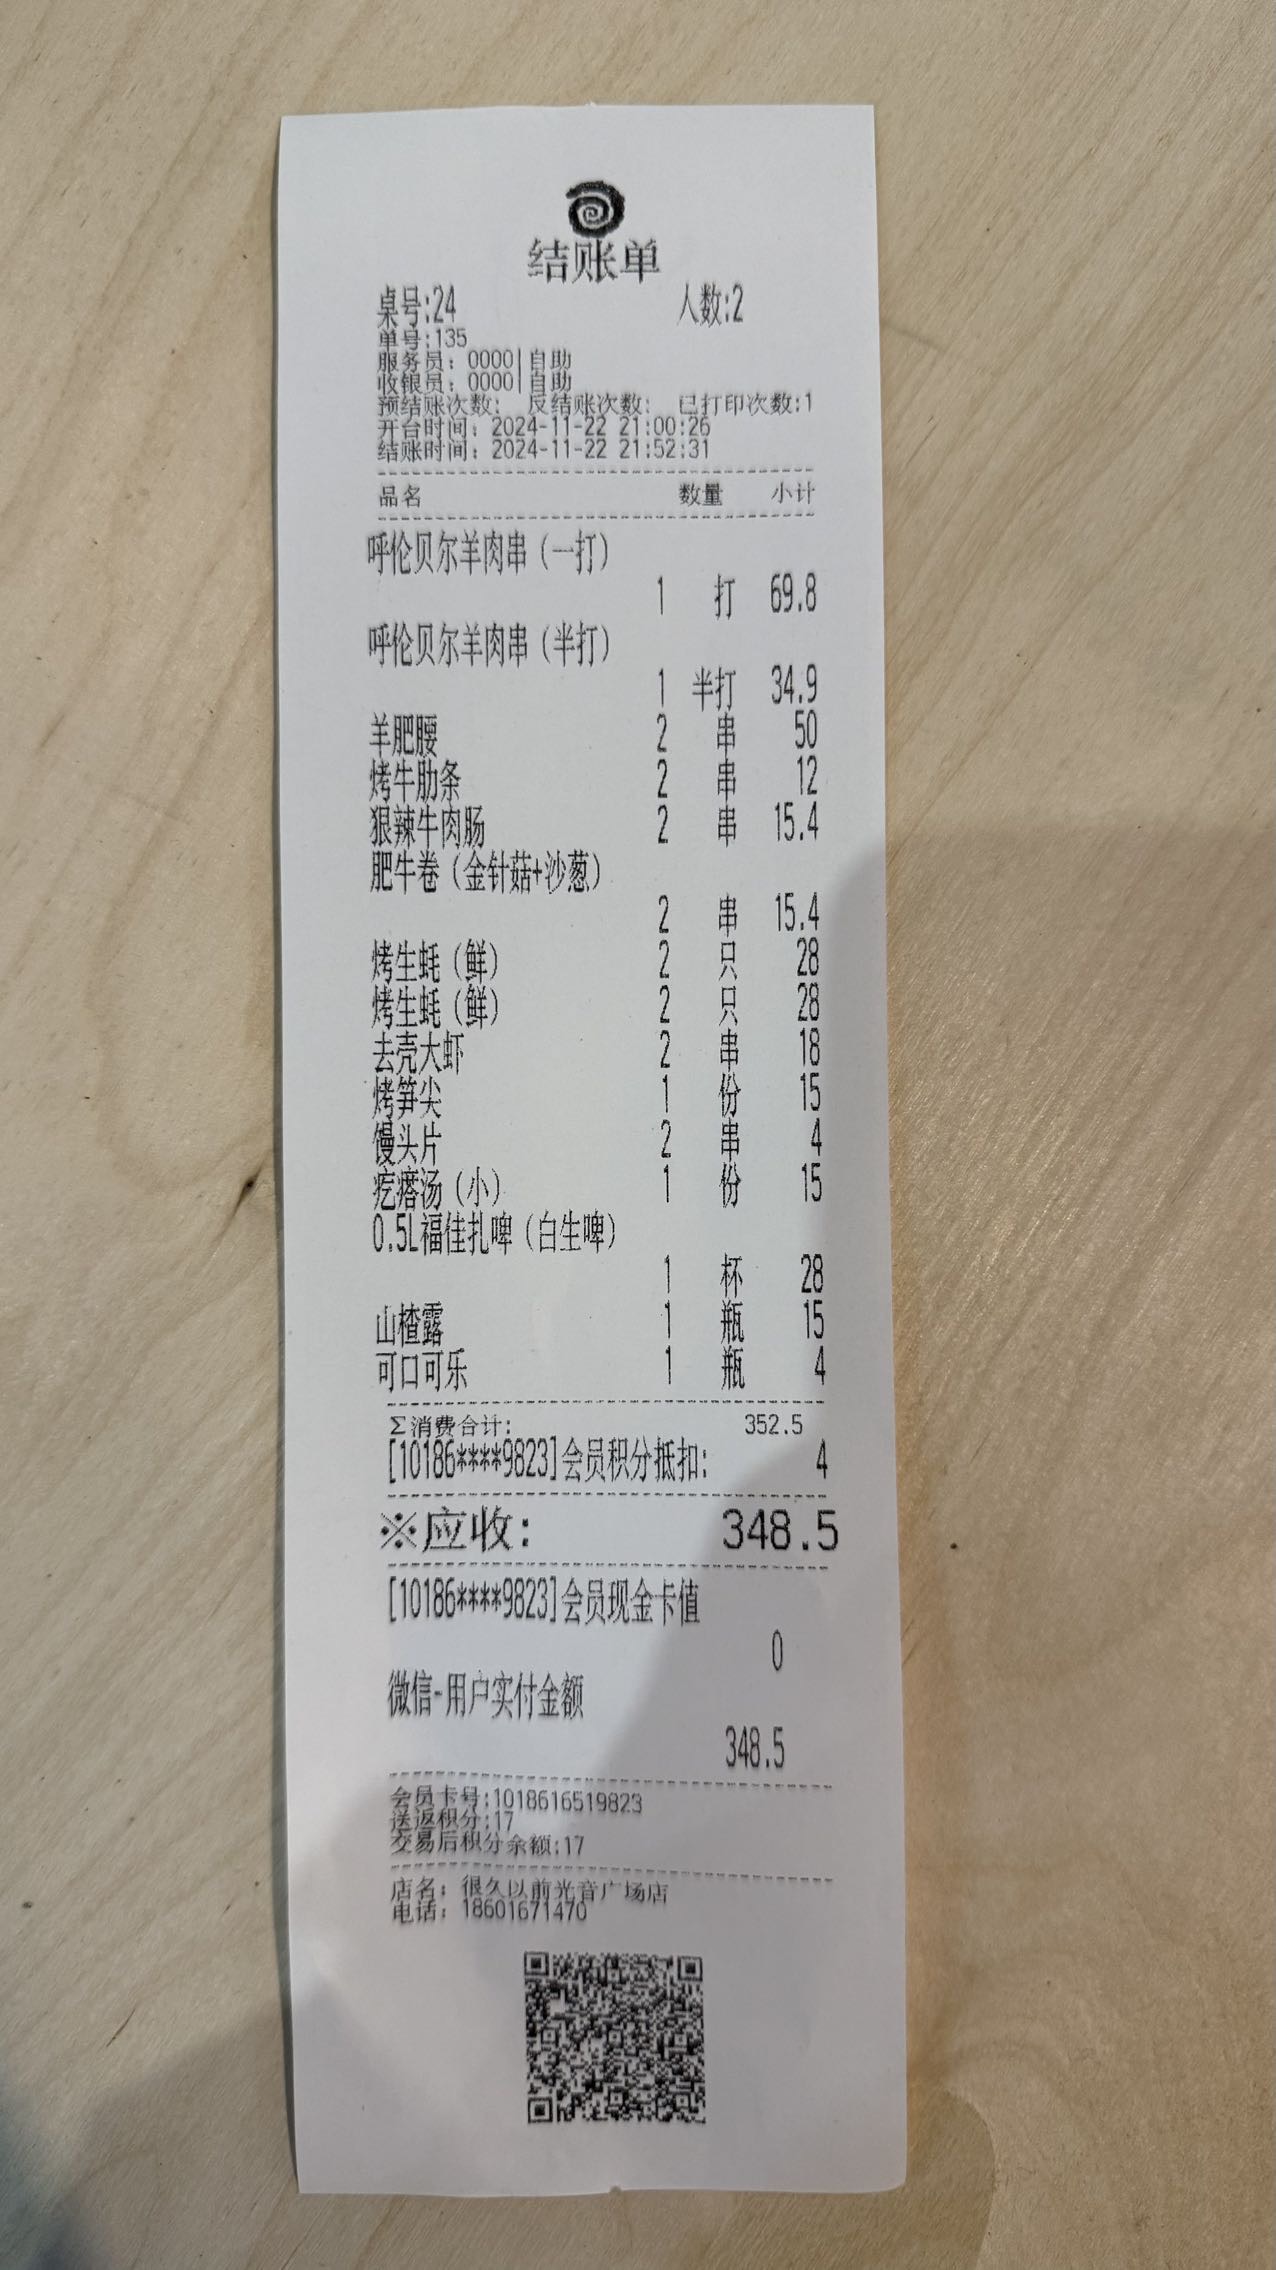 结账单
桌号:24 人数:2
单号:135
服务员: 0000|自助
收银员: 0000|自助
预结账次数: 反结账次数: 已打印次数:1
开台时间: 2024-11-22 21:00:26
结账时间: 2024-11-22 21:52:31
品名 数量 小计
呼伦贝尔羊肉串(一打)
1 打 69.8
呼伦贝尔羊肉串(半打)
1 半打 34.9
羊肥腰 2 串 50
烤牛肋条 2 串 12
狠辣牛肉肠 2 串 15.4
肥牛卷(金针菇+沙葱)
2 串 15.4
烤生蚝(鲜) 2 只 28
烤生蚝(鲜) 2 只 28
去壳大虾 2 串 18
烤笋尖 1 份 15
馒头片 2 串 4
疙瘩汤(小) 1 份 15
0.5L福佳扎啤(白生啤)
1 杯 28
山楂露 1 瓶 15
可口可乐 1 瓶 4
Σ消费合计: 352.5
[10186****9823]会员积分抵扣: 4
※应收: 348.5
[10186****9823]会员现金卡值
0
微信-用户实付金额
348.5
会员卡号:1018616519823
送返积分:17
交易后积分余额:17
店名: 很久以前光音广场店
电话: 18601671470